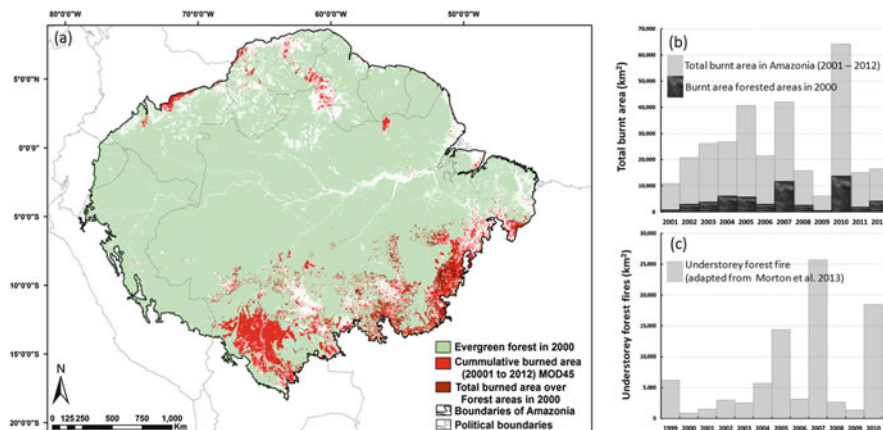 80°0'0"W
70°0'0"W
60°0'0"W
50°0'0"W
(a)
5°0'0"N
0°0'0"
5°0'0"S
10°0'0"S
15°0'0"S
20°0'0"S
N
0 125 250 500 750 1,000
Km
Evergreen forest in 2000
Cummulative burned area
(20001 to 2012) MOD45
Total burned area over
Forest areas in 2000
Boundaries of Amazonia
Political boundaries
(b)
Total burnt area in Amazonia (2001 – 2012)
Burnt area forested areas in 2000
Total burnt area (km²)
70,000
60,000
50,000
40,000
30,000
20,000
10,000
0
2001 2002 2003 2004 2005 2006 2007 2008 2009 2010 2011
(c)
Understorey forest fire
(adapted from Morton et al. 2013)
Understorey forest fires (km²)
30,000
25,000
20,000
15,000
10,000
5,000
0
1999 2000 2001 2002 2003 2004 2005 2006 2007 2008 2009 2010